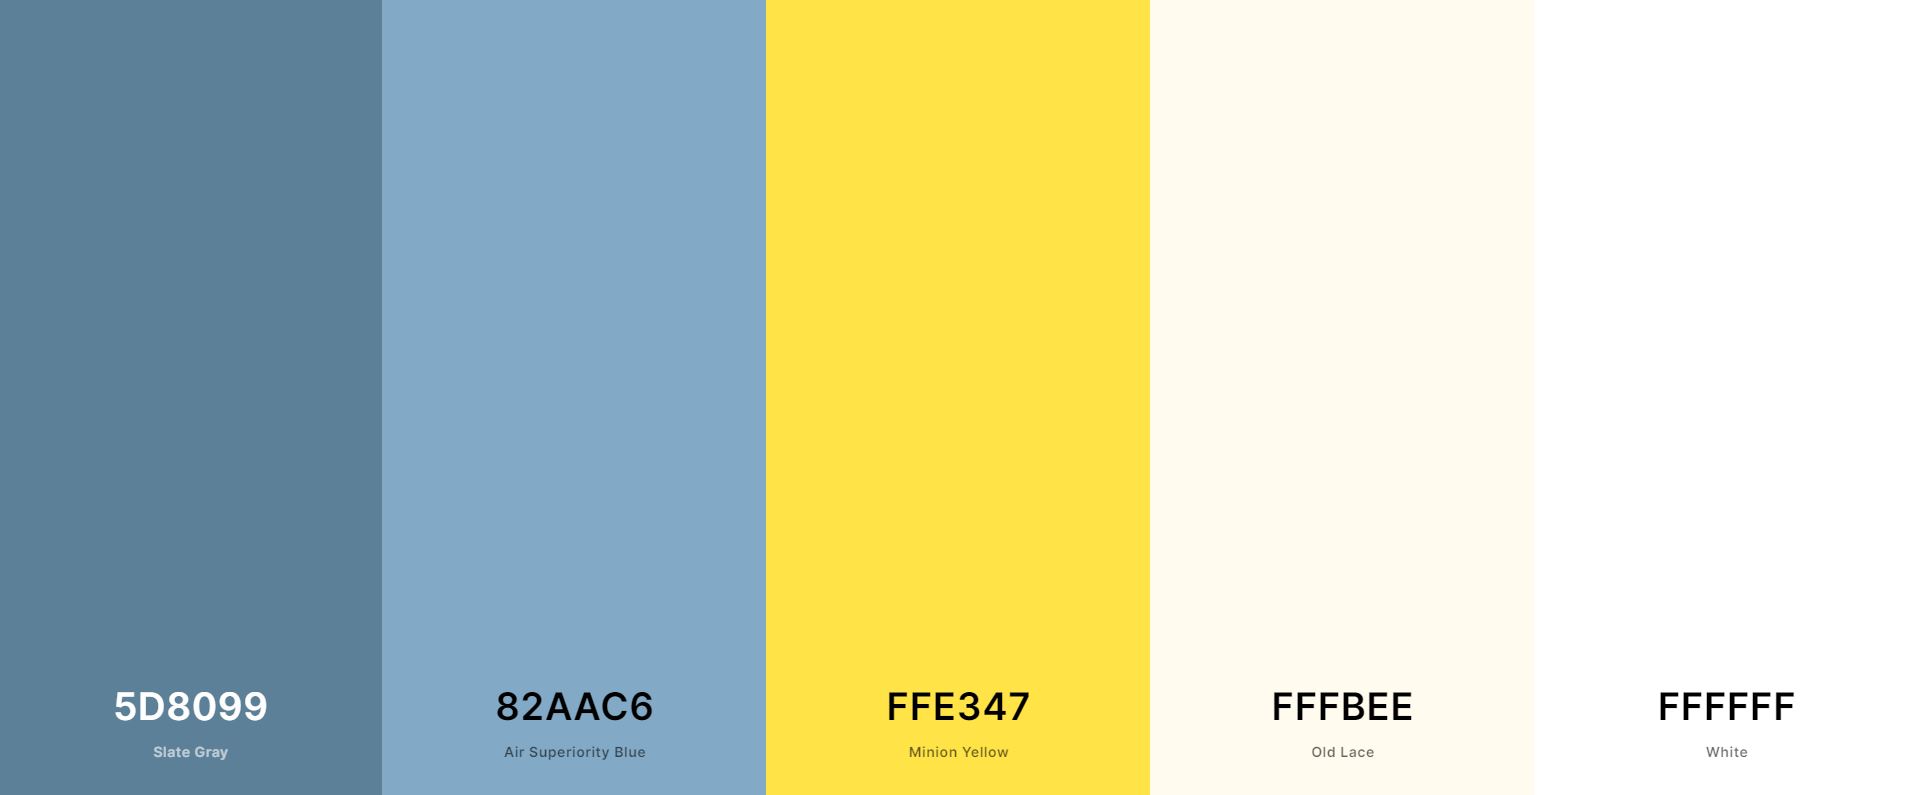 5D8099
Slate Gray
82AAC6
Air Superiority Blue
FFE347
Minion Yellow
FFFBEE
Old Lace
FFFFFF
White